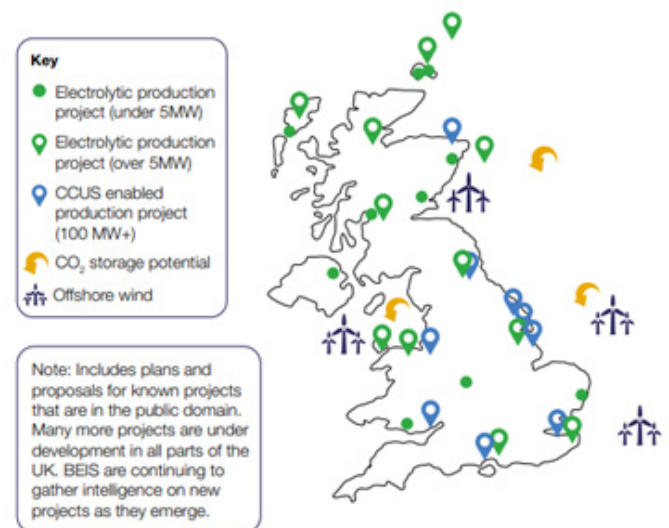 Key
Electrolytic production
project (under 5MW)
Electrolytic production
project (over 5MW)
CCUS enabled
production project
(100 MW+)
CO₂ storage potential
Offshore wind
Note: Includes plans and
proposals for known projects
that are in the public domain.
Many more projects are under
development in all parts of the
UK. BEIS are continuing to
gather intelligence on new
projects as they emerge.